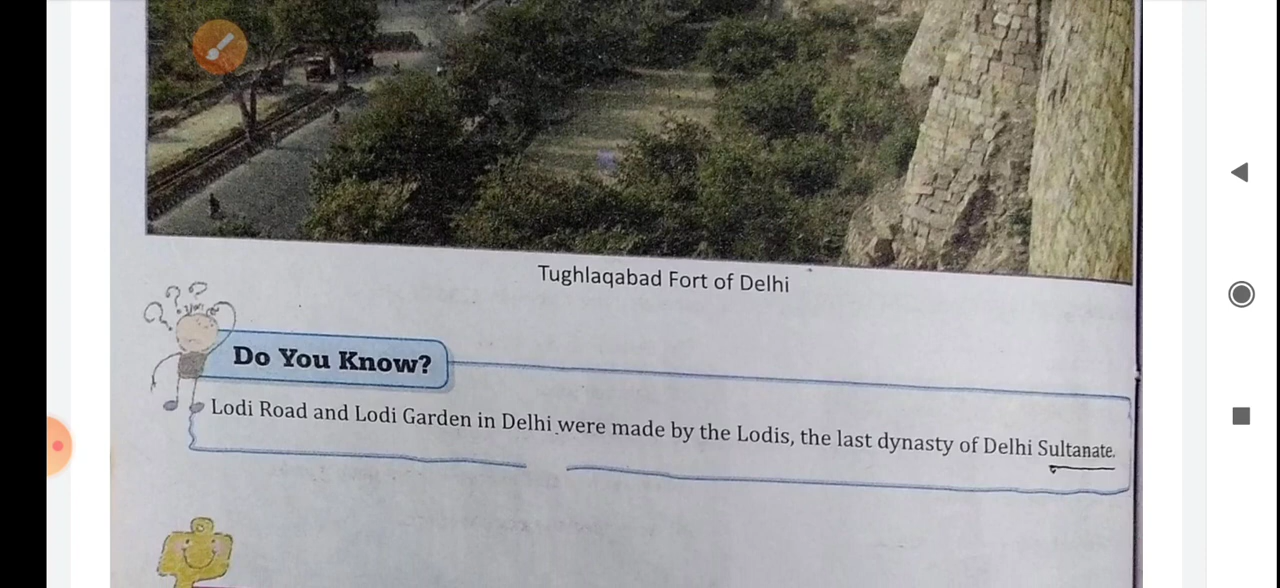 Tughlaqabad Fort of Delhi
Do You Know?
Lodi Road and Lodi Garden in Delhi were made by the Lodis, the last dynasty of Delhi Sultanate.